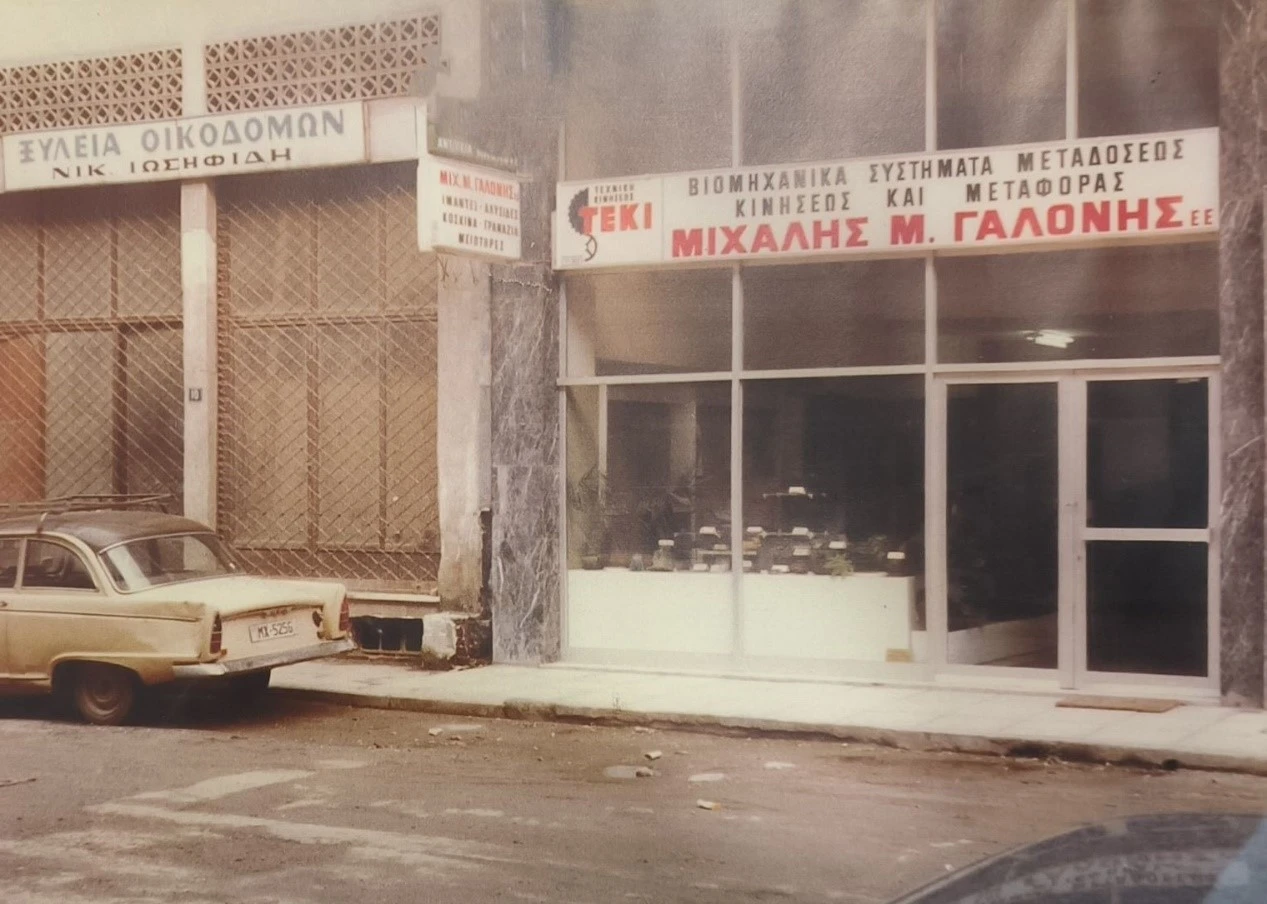 ΞΥΛΕΙΑ ΟΙΚΟΔΟΜΩΝ
ΝΙΚ. ΙΩΣΗΦΙΔΗ
ΜΙΧ. Μ. ΓΑΛΟΝΗΣ
ΙΜΑΝΤΕΣ - ΑΛΥΣΙΔΕΣ
ΚΟΣΚΙΝΑ - ΓΡΑΝΑΖΙΑ
ΜΕΙΩΤΗΡΕΣ
ΤΕΧΝΙΚΗ
ΚΙΝΗΣΕΩΣ
ΤΕΚΙ
ΒΙΟΜΗΧΑΝΙΚΑ ΣΥΣΤΗΜΑΤΑ ΜΕΤΑΔΟΣΕΩΣ
ΚΙΝΗΣΕΩΣ ΚΑΙ ΜΕΤΑΦΟΡΑΣ
ΜΙΧΑΛΗΣ Μ. ΓΑΛΟΝΗΣ ΕΕ
ΜΧ-5256